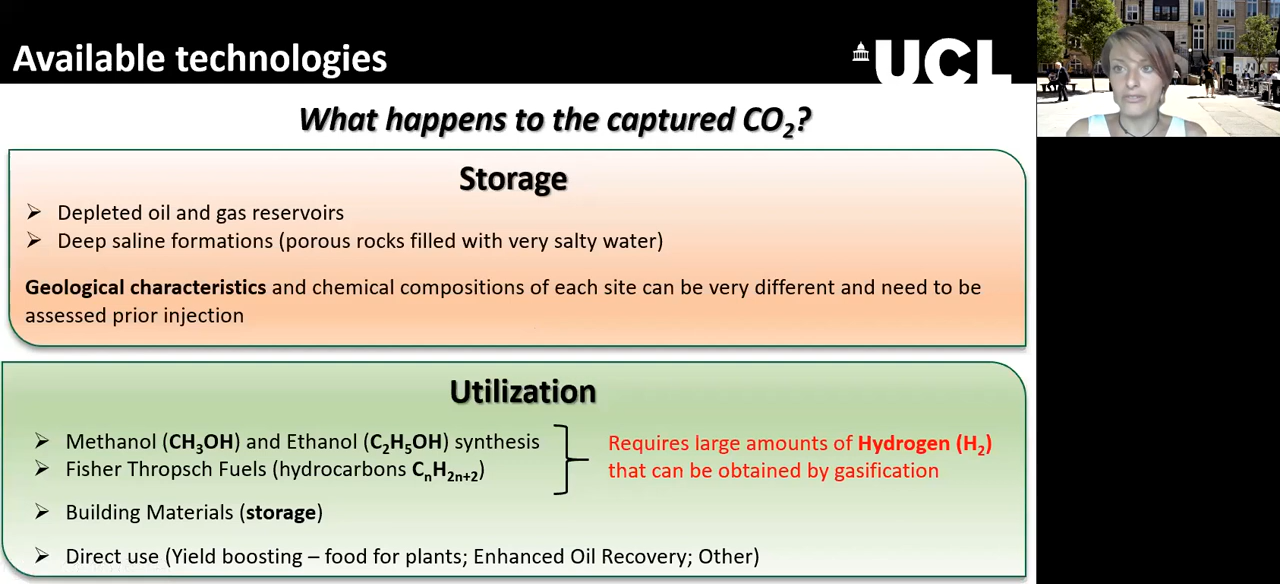 Available technologies
UCL
What happens to the captured CO₂?
Storage
➢ Depleted oil and gas reservoirs
➢ Deep saline formations (porous rocks filled with very salty water)
Geological characteristics and chemical compositions of each site can be very different and need to be
assessed prior injection
Utilization
➢ Methanol (CH₃OH) and Ethanol (C₂H₅OH) synthesis
➢ Fisher Thropsch Fuels (hydrocarbons CₙH₂ₙ₊₂)
Requires large amounts of Hydrogen (H₂)
that can be obtained by gasification
➢ Building Materials (storage)
➢ Direct use (Yield boosting – food for plants; Enhanced Oil Recovery; Other)